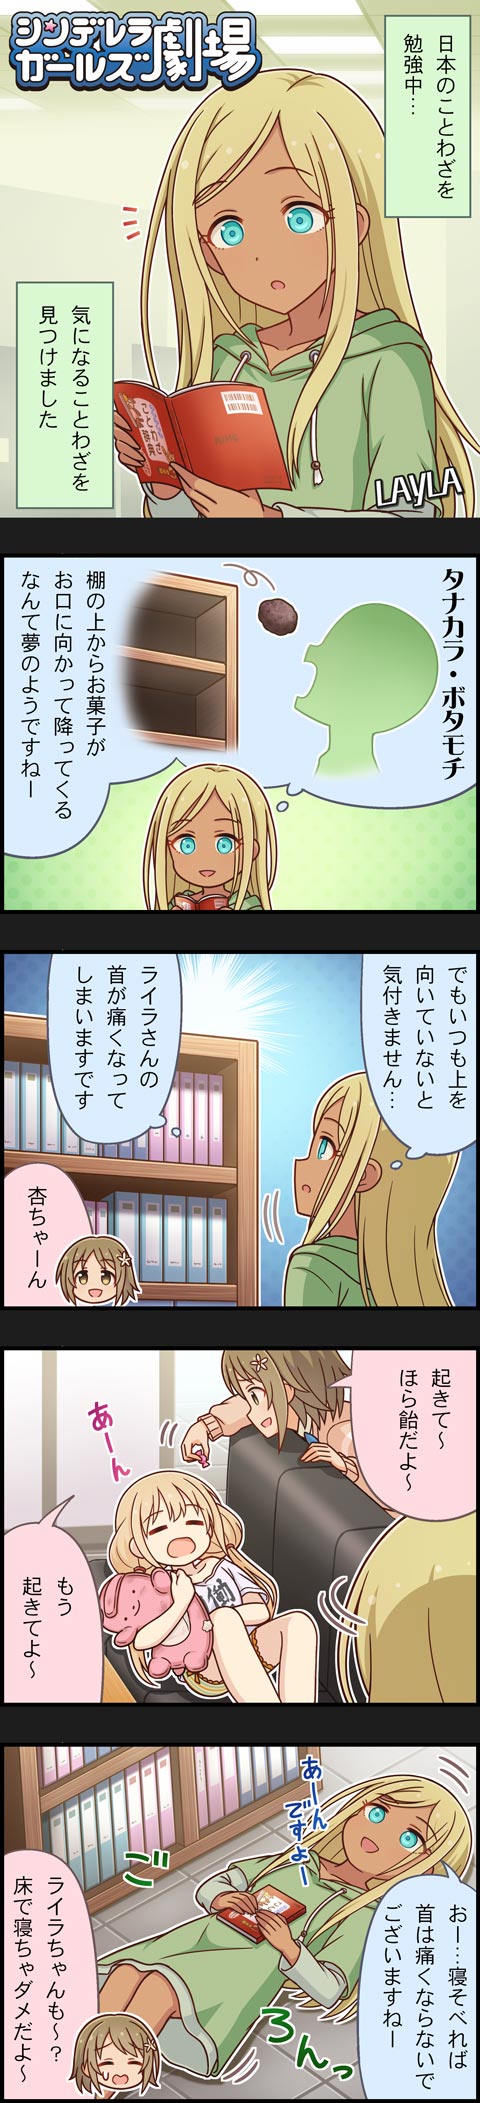 シンデレラ
ガールズ劇場
日本のことわざを
勉強中…
気になることわざを
見つけました
ことわざ
辞典
LAYLA
タナカラ・ボタモチ
棚の上からお菓子が
お口に向かって降ってくる
なんて夢のようですねー
でもいつも上を
向いていないと
気付きません…
ライラさんの
首が痛くなって
しまいますです
杏ちゃーん
起きて～
ほら飴だよ～
あーん
働
もう
起きてよ～
あーん
ですよー
おー…寝そべれば
首は痛くならないで
ございますねー
ご
ろんっ
ライラちゃんも～？
床で寝ちゃダメだよ～